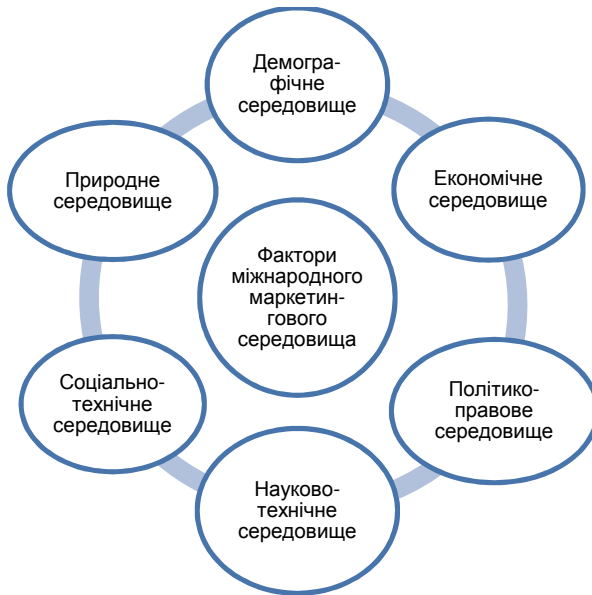 Демогра-
фічне
середовище
Природне
середовище
Економічне
середовище
Фактори
міжнародного
маркетин-
гового
середовища
Соціально-
технічне
середовище
Політико-
правове
середовище
Науково-
технічне
середовище